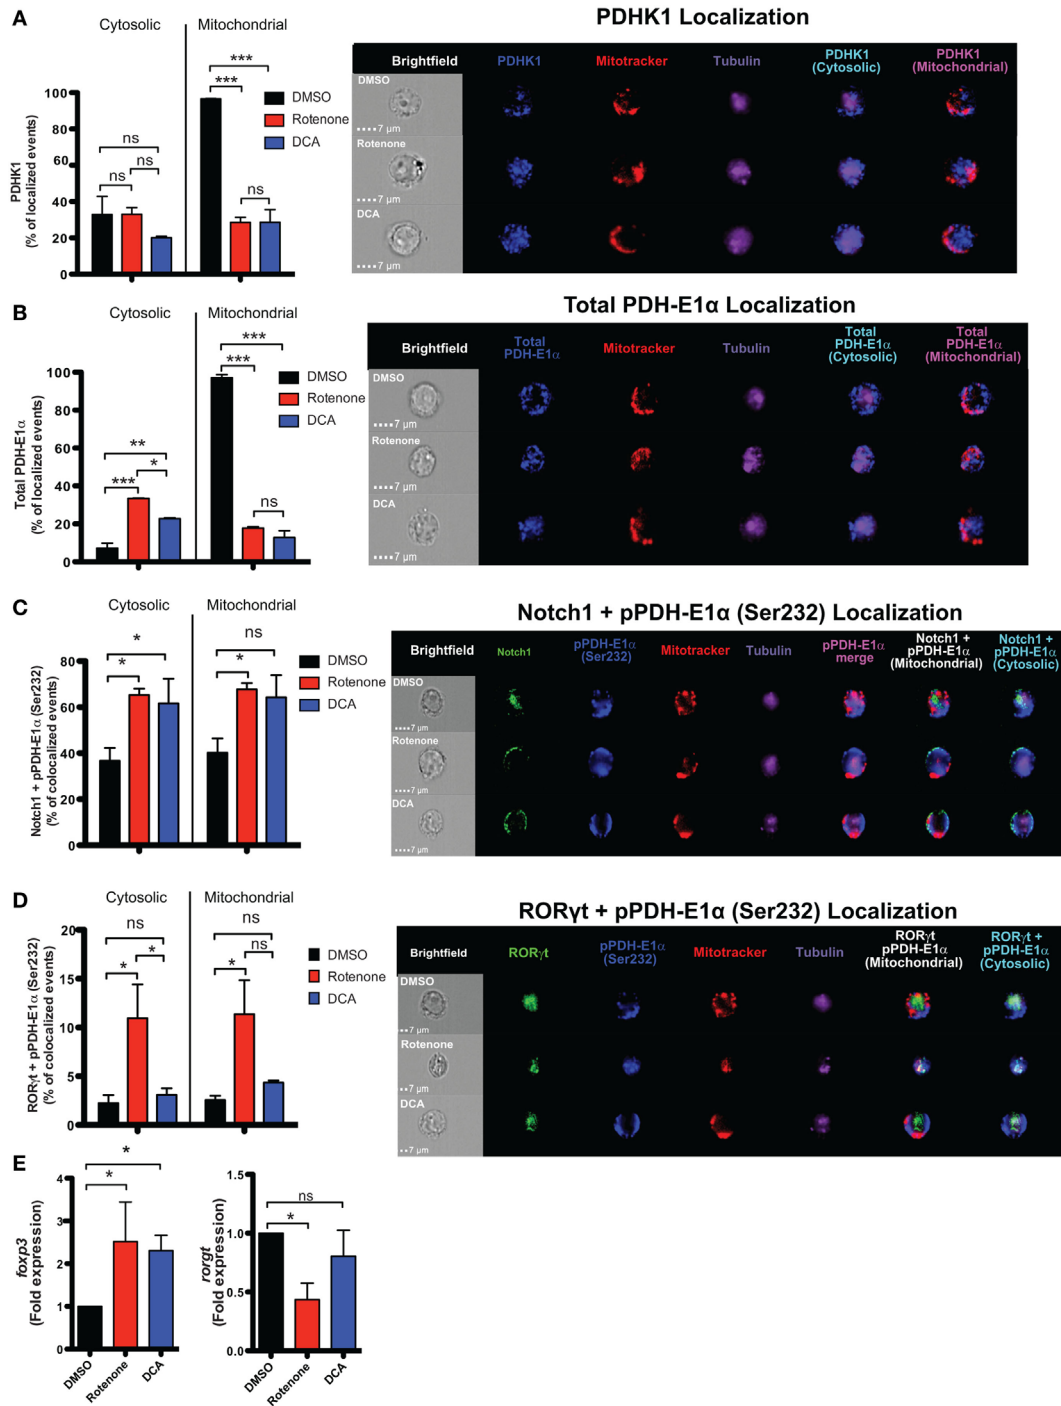 A
Cytosolic
Mitochondrial
PDHK1 Localization
PDHK1
(% of localized events)
100
80
60
40
20
0
ns
ns
ns
***
***
ns
DMSO
Rotenone
DCA
Brightfield
PDHK1
Mitotracker
Tubulin
PDHK1
(Cytosolic)
PDHK1
(Mitochondrial)
DMSO
7 µm
Rotenone
7 µm
DCA
7 µm
B
Cytosolic
Mitochondrial
Total PDH-E1α Localization
Total PDH-E1α
(% of localized events)
100
80
60
40
20
0
**
*
***
***
***
ns
DMSO
Rotenone
DCA
Brightfield
Total
PDH-E1α
Mitotracker
Tubulin
Total
PDH-E1α
(Cytosolic)
Total
PDH-E1α
(Mitochondrial)
DMSO
7 µm
Rotenone
7 µm
DCA
7 µm
C
Cytosolic
Mitochondrial
Notch1 + pPDH-E1α (Ser232) Localization
Notch1 + pPDH-E1α (Ser232)
(% of colocalized events)
80
60
40
20
0
*
*
ns
*
DMSO
Rotenone
DCA
Brightfield
Notch1
pPDH-E1α
(Ser232)
Mitotracker
Tubulin
pPDH-E1α
merge
Notch1 +
pPDH-E1α
(Mitochondrial)
Notch1 +
pPDH-E1α
(Cytosolic)
DMSO
7 µm
Rotenone
7 µm
DCA
7 µm
D
Cytosolic
Mitochondrial
RORγt + pPDH-E1α (Ser232) Localization
RORγt + pPDH-E1α (Ser232)
(% of colocalized events)
20
15
10
5
0
ns
*
*
ns
ns
*
DMSO
Rotenone
DCA
Brightfield
RORγt
pPDH-E1α
(Ser232)
Mitotracker
Tubulin
RORγt
pPDH-E1α
(Mitochondrial)
RORγt +
pPDH-E1α
(Cytosolic)
DMSO
7 µm
Rotenone
7 µm
DCA
7 µm
E
foxp3
(Fold expression)
4
3
2
1
0
*
*
DMSO
Rotenone
DCA
rorgt
(Fold expression)
1.5
1.0
0.5
0.0
ns
*
DMSO
Rotenone
DCA